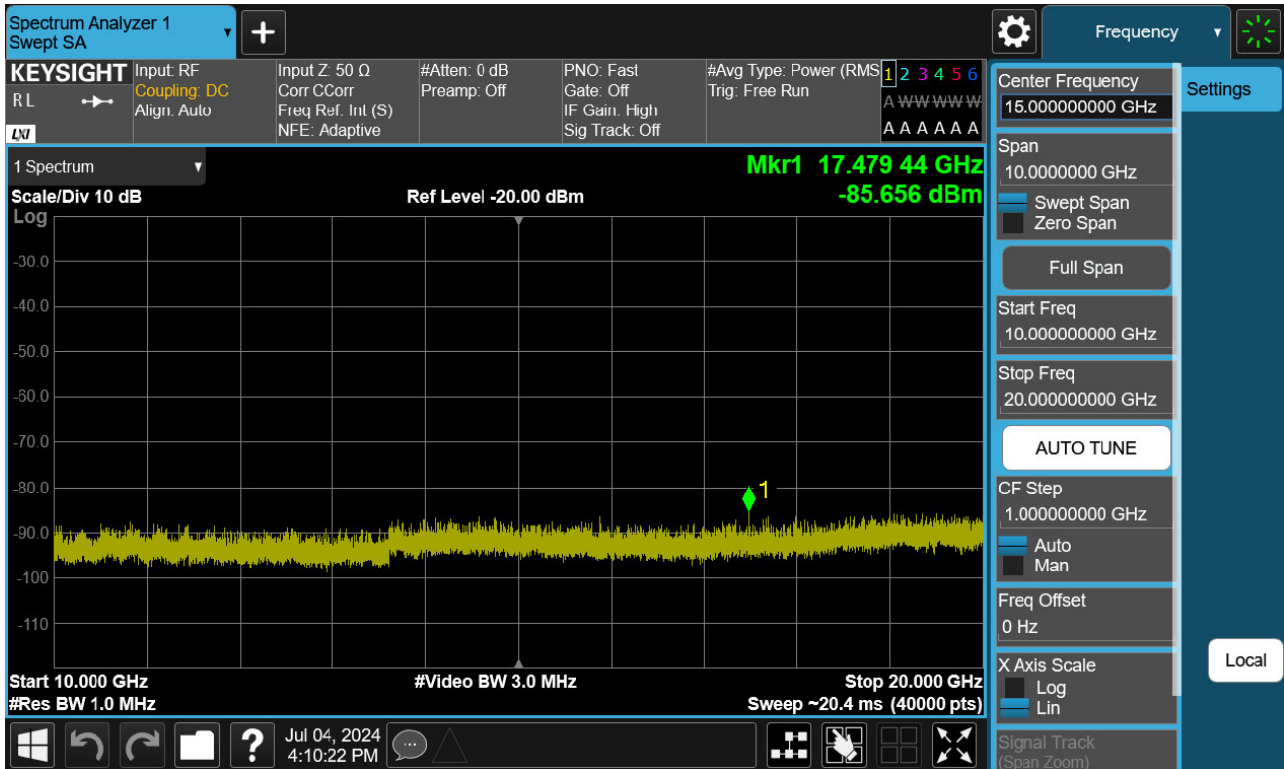 Spectrum Analyzer 1
Swept SA
+
Frequency
KEYSIGHT
RL
LXI
Input: RF
Coupling: DC
Align: Auto
Input Z: 50 Ω
Corr CCorr
Freq Ref: Int (S)
NFE: Adaptive
#Atten: 0 dB
Preamp: Off
PNO: Fast
Gate: Off
IF Gain: High
Sig Track: Off
#Avg Type: Power (RMS
Trig: Free Run
1 2 3 4 5 6
A W W W W W
A A A A A A
1 Spectrum
Scale/Div 10 dB
Log
Ref Level -20.00 dBm
Mkr1 17.479 44 GHz
-85.656 dBm
-30.0
-40.0
-50.0
-60.0
-70.0
-80.0
-90.0
-100
-110
1
Start 10.000 GHz
#Res BW 1.0 MHz
#Video BW 3.0 MHz
Stop 20.000 GHz
Sweep ~20.4 ms (40000 pts)
Center Frequency
15.000000000 GHz
Span
10.0000000 GHz
Swept Span
Zero Span
Full Span
Start Freq
10.000000000 GHz
Stop Freq
20.000000000 GHz
AUTO TUNE
CF Step
1.000000000 GHz
Auto
Man
Freq Offset
0 Hz
X Axis Scale
Log
Lin
Signal Track
(Span Zoom)
Settings
Local
?
Jul 04, 2024
4:10:22 PM